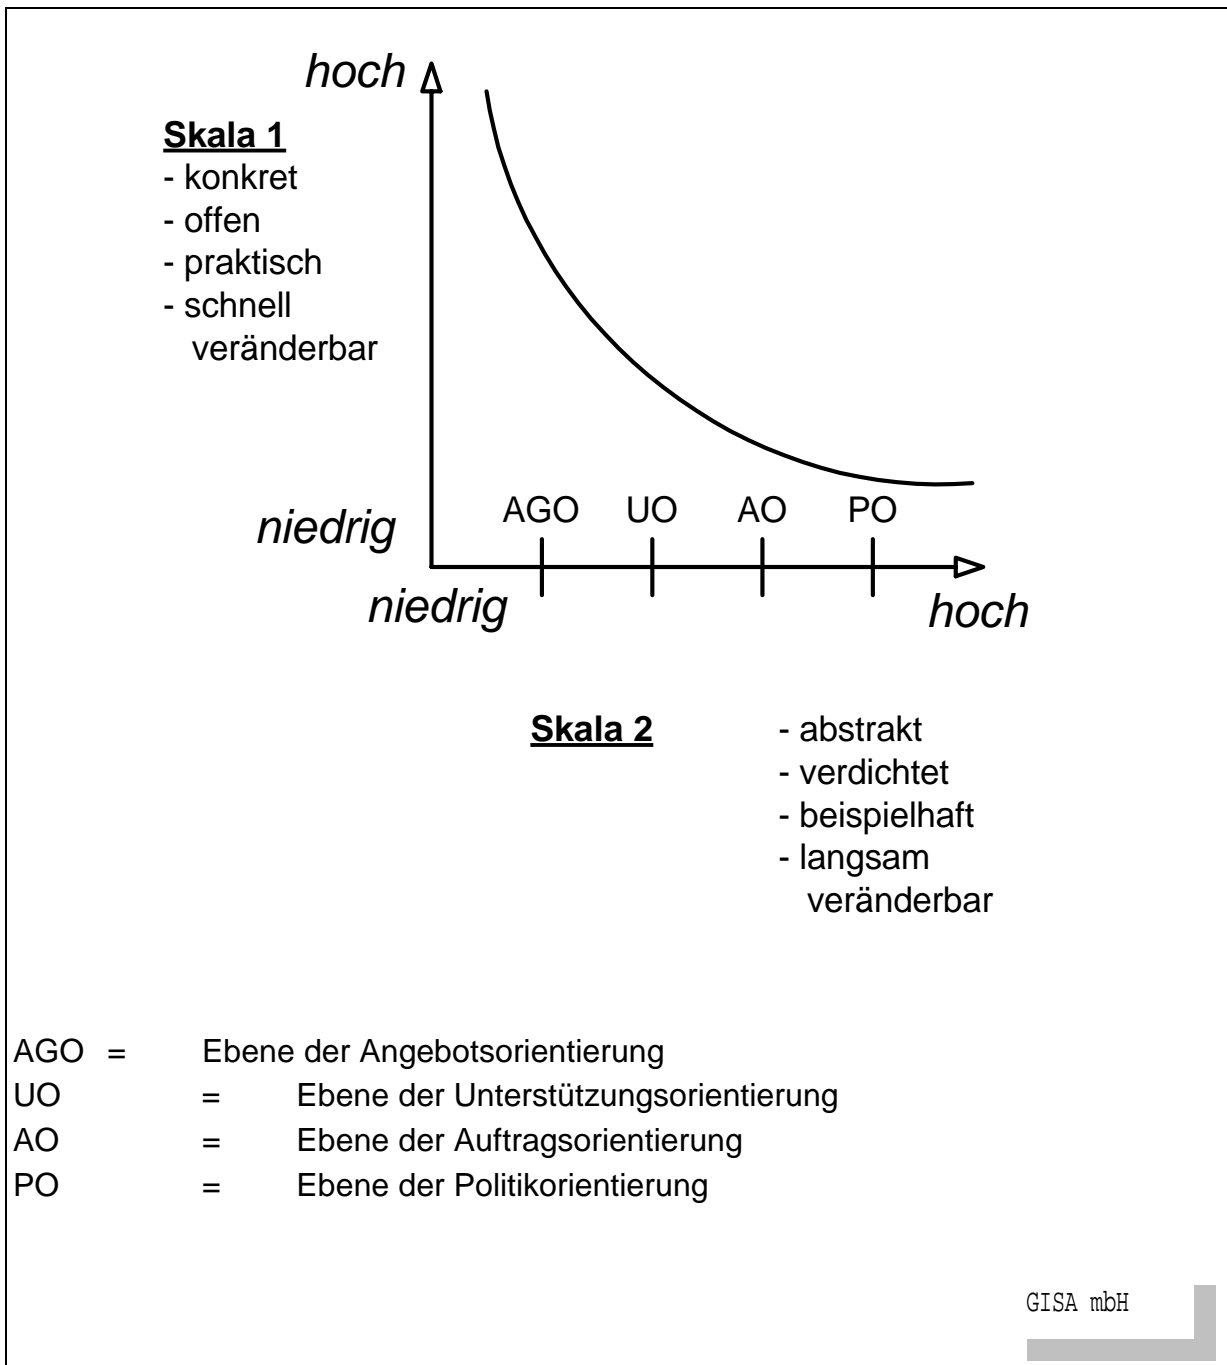 hoch
Skala 1
- konkret
- offen
- praktisch
- schnell
veränderbar
AGO UO AO PO
niedrig
niedrig
hoch
Skala 2
- abstrakt
- verdichtet
- beispielhaft
- langsam
veränderbar
AGO = Ebene der Angebotsorientierung
UO = Ebene der Unterstützungsorientierung
AO = Ebene der Auftragsorientierung
PO = Ebene der Politikorientierung
GISA mbH